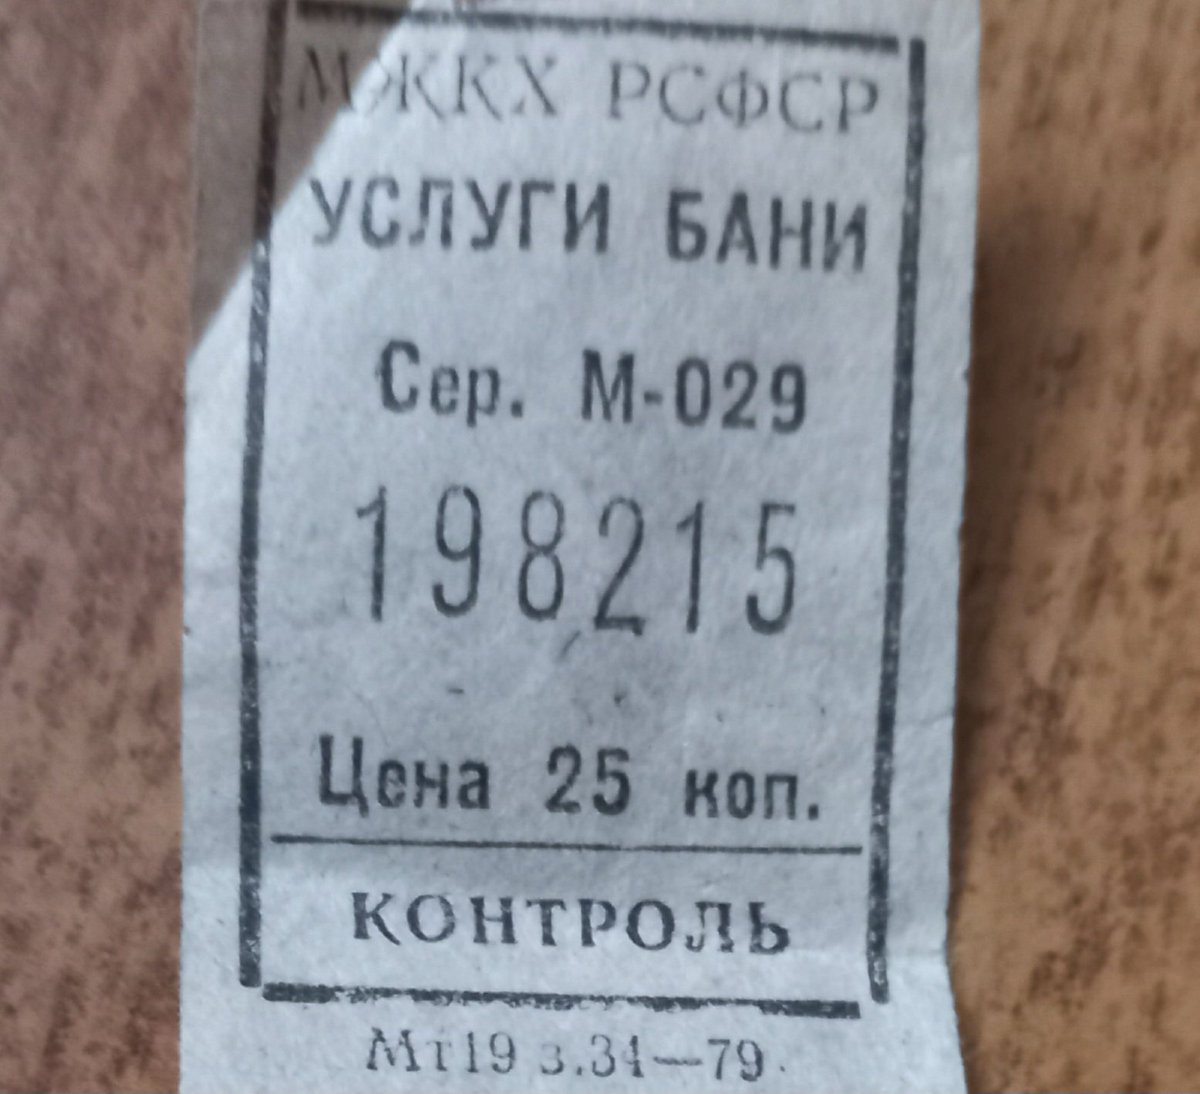 МЖКХ РСФСР
УСЛУГИ БАНИ
Сер. М-029
198215
Цена 25 коп.
КОНТРОЛЬ
Мт19 з.34—79.